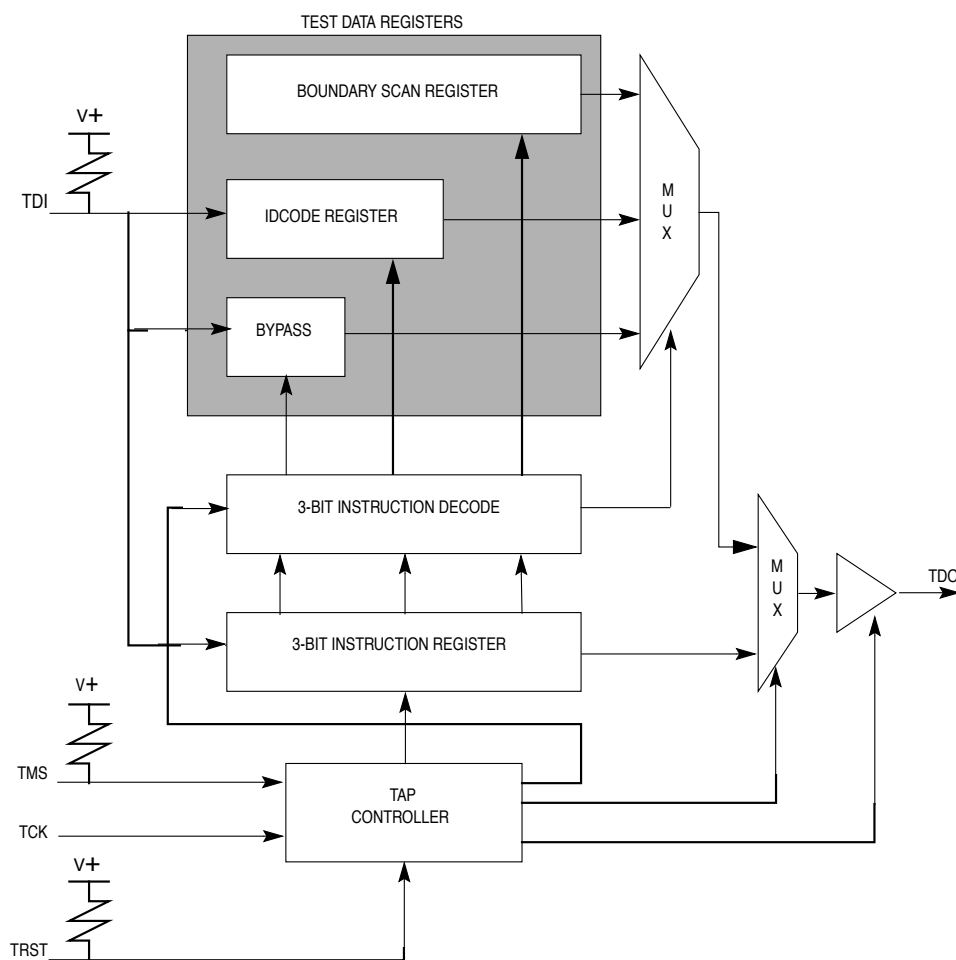 TEST DATA REGISTERS
BOUNDARY SCAN REGISTER
V+
TDI
IDCODE REGISTER
M
U
X
BYPASS
3-BIT INSTRUCTION DECODE
M
U
X
TDO
3-BIT INSTRUCTION REGISTER
V+
TMS
TAP
CONTROLLER
TCK
V+
TRST